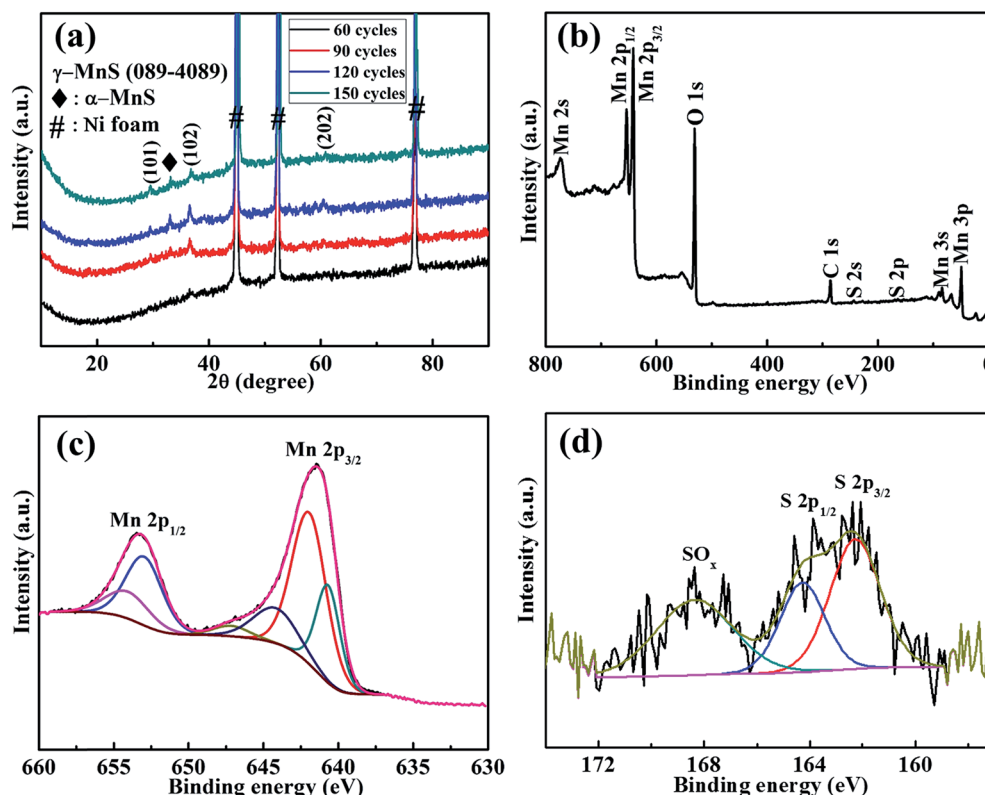 (a)
60 cycles
90 cycles
120 cycles
150 cycles
γ–MnS (089-4089)
◆ : α–MnS
# : Ni foam
# # #
(101)
(102)
(202)
Intensity (a.u.)
20 40 60 80
2θ (degree)
(b)
Mn 2s
Mn 2p1/2
Mn 2p3/2
O 1s
C 1s
S 2s
S 2p
Mn 3s
Mn 3p
Intensity (a.u.)
800 600 400 200 0
Binding energy (eV)
(c)
Mn 2p3/2
Mn 2p1/2
Intensity (a.u.)
660 655 650 645 640 635 630
Binding energy (eV)
(d)
S 2p3/2
S 2p1/2
SOx
Intensity (a.u.)
172 168 164 160
Binding energy (eV)